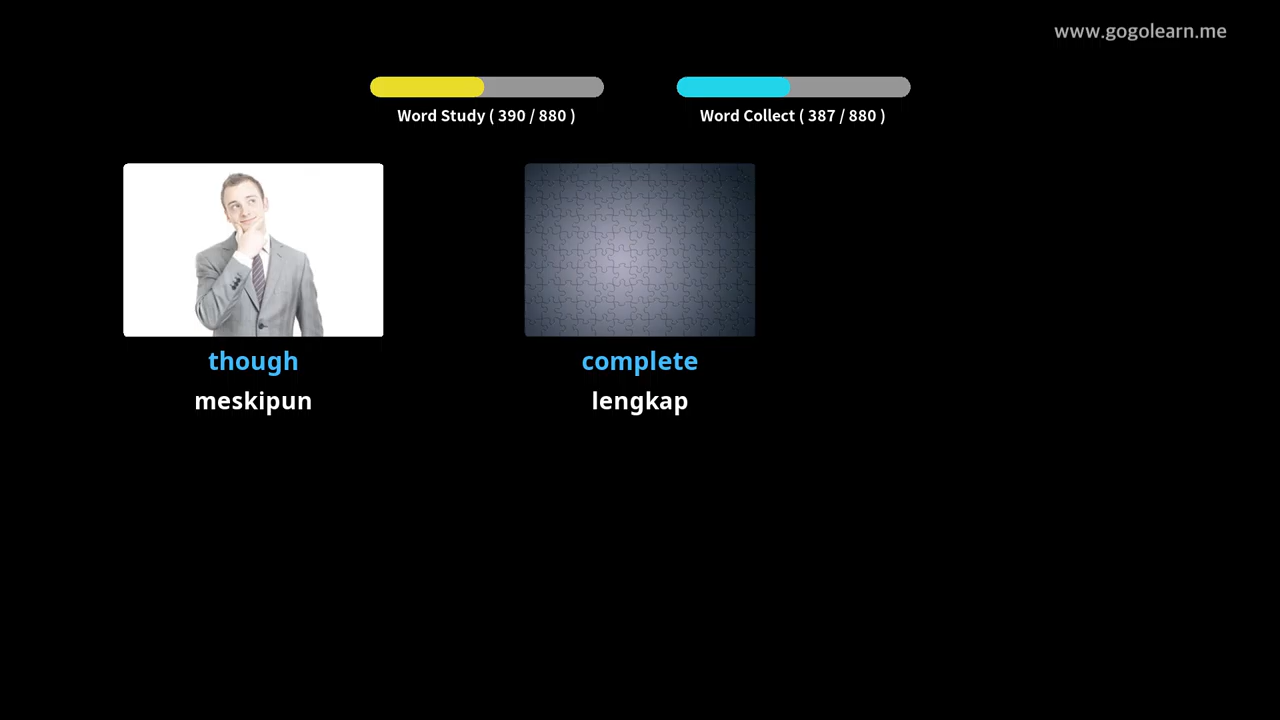 www.gogolearn.me
Word Study ( 390 / 880 )
Word Collect ( 387 / 880 )
though
meskipun
complete
lengkap